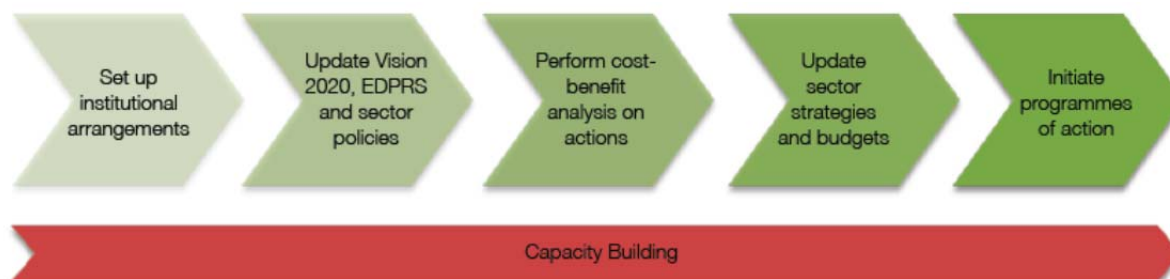 Set up
institutional
arrangements
Update Vision
2020, EDPRS
and sector
policies
Perform cost-
benefit
analysis on
actions
Update
sector
strategies
and budgets
Initiate
programmes
of action
Capacity Building